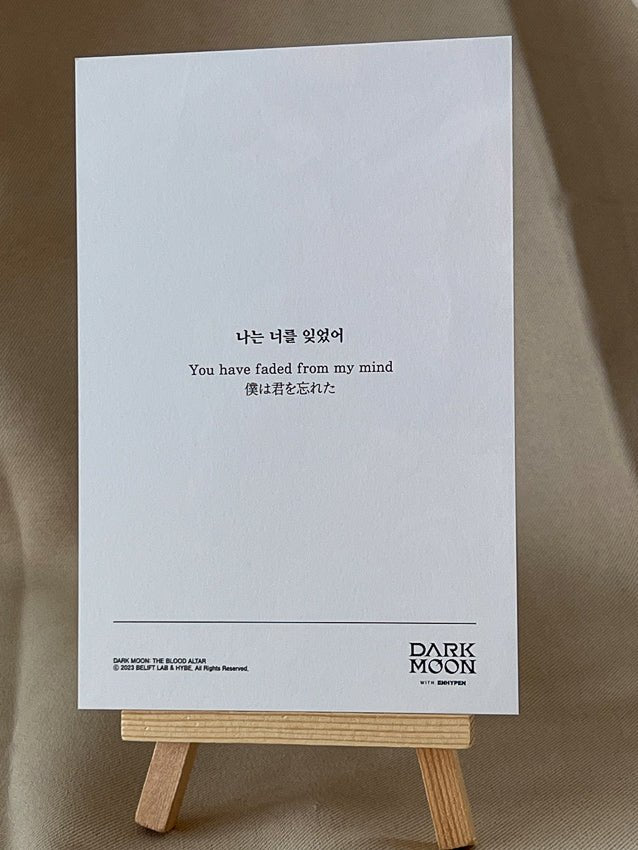 나는 너를 잊었어
You have faded from my mind
僕は君を忘れた
DARK MOON: THE BLOOD ALTAR
© 2023 BELIFT LAB & HYBE. All Rights Reserved.
DARK
MOON
WITH ENHYPEN